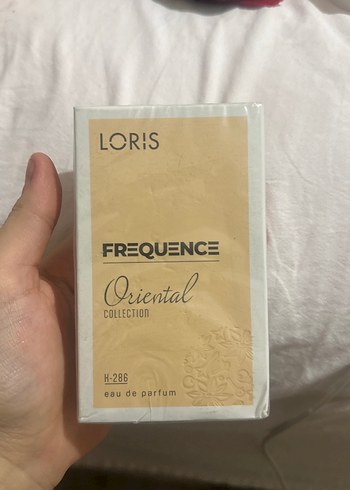 LORIS
FREQUENCE
Oriental
COLLECTION
H-286
eau de parfum